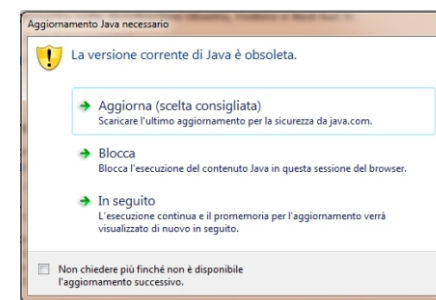 Aggiornamento Java necessario
La versione corrente di Java è obsoleta.
Aggiorna (scelta consigliata)
Scaricare l'ultimo aggiornamento per la sicurezza da java.com.
Blocca
Blocca l'esecuzione del contenuto Java in questa sessione del browser.
In seguito
L'esecuzione continua e il promemoria per l'aggiornamento verrà
visualizzato di nuovo in seguito.
Non chiedere più finché non è disponibile
l'aggiornamento successivo.